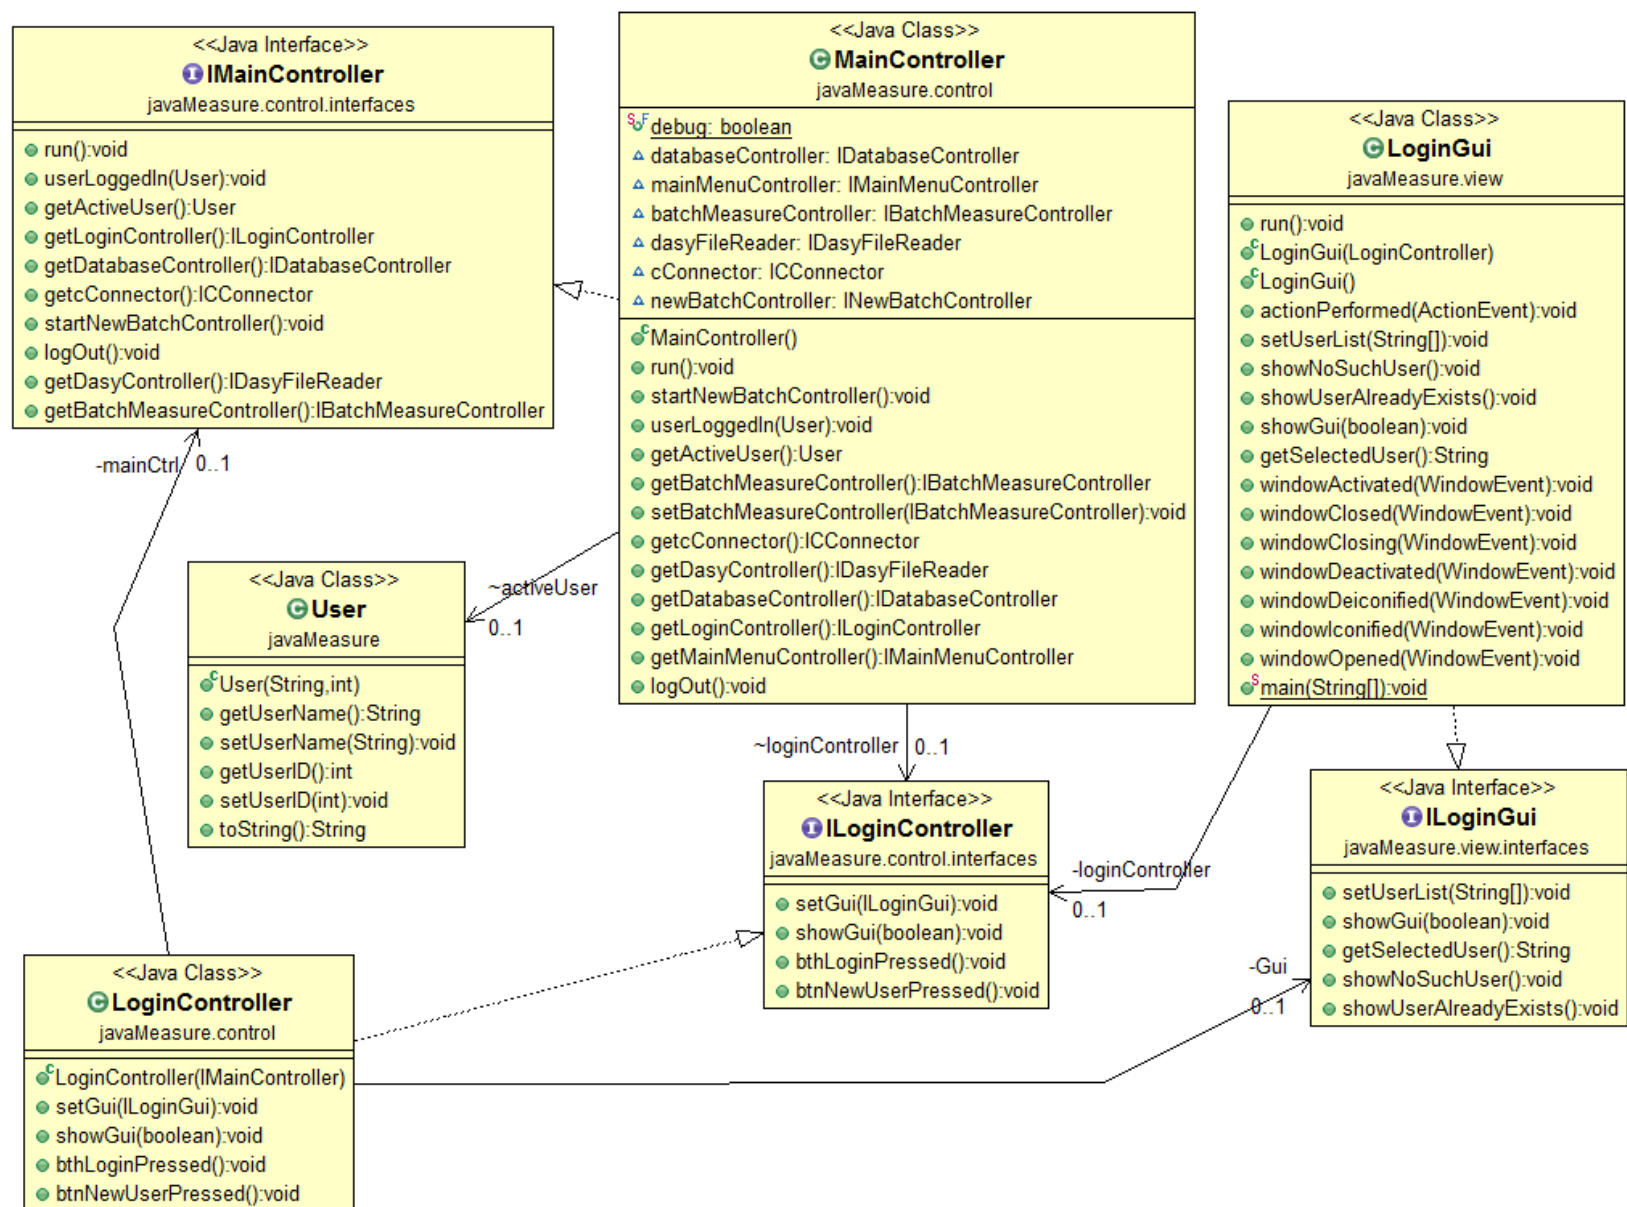 <<Java Interface>>
IMainController
javaMeasure.control.interfaces
run():void
userLoggedIn(User):void
getActiveUser():User
getLoginController():ILoginController
getDatabaseController():IDatabaseController
getcConnector():ICConnector
startNewBatchController():void
logOut():void
getDasyController():IDasyFileReader
getBatchMeasureController():IBatchMeasureController
-mainCtrl 0..1
<<Java Class>>
MainController
javaMeasure.control
debug: boolean
databaseController: IDatabaseController
mainMenuController: IMainMenuController
batchMeasureController: IBatchMeasureController
dasyFileReader: IDasyFileReader
cConnector: ICConnector
newBatchController: INewBatchController
MainController()
run():void
startNewBatchController():void
userLoggedIn(User):void
getActiveUser():User
getBatchMeasureController():IBatchMeasureController
setBatchMeasureController(IBatchMeasureController):void
getcConnector():ICConnector
getDasyController():IDasyFileReader
getDatabaseController():IDatabaseController
getLoginController():ILoginController
getMainMenuController():IMainMenuController
logOut():void
<<Java Class>>
LoginGui
javaMeasure.view
run():void
LoginGui(LoginController)
LoginGui()
actionPerformed(ActionEvent):void
setUserList(String[]):void
showNoSuchUser():void
showUserAlreadyExists():void
showGui(boolean):void
getSelectedUser():String
windowActivated(WindowEvent):void
windowClosed(WindowEvent):void
windowClosing(WindowEvent):void
windowDeactivated(WindowEvent):void
windowDeiconified(WindowEvent):void
windowIconified(WindowEvent):void
windowOpened(WindowEvent):void
main(String[]):void
~activeUser
0..1
<<Java Class>>
User
javaMeasure
User(String,int)
getUserName():String
setUserName(String):void
getUserID():int
setUserID(int):void
toString():String
~loginController 0..1
<<Java Interface>>
ILoginController
javaMeasure.control.interfaces
setGui(ILoginGui):void
showGui(boolean):void
bthLoginPressed():void
btnNewUserPressed():void
-loginController
0..1
<<Java Interface>>
ILoginGui
javaMeasure.view.interfaces
setUserList(String[]):void
showGui(boolean):void
getSelectedUser():String
showNoSuchUser():void
showUserAlreadyExists():void
-Gui
0..1
<<Java Class>>
LoginController
javaMeasure.control
LoginController(IMainController)
setGui(ILoginGui):void
showGui(boolean):void
bthLoginPressed():void
btnNewUserPressed():void